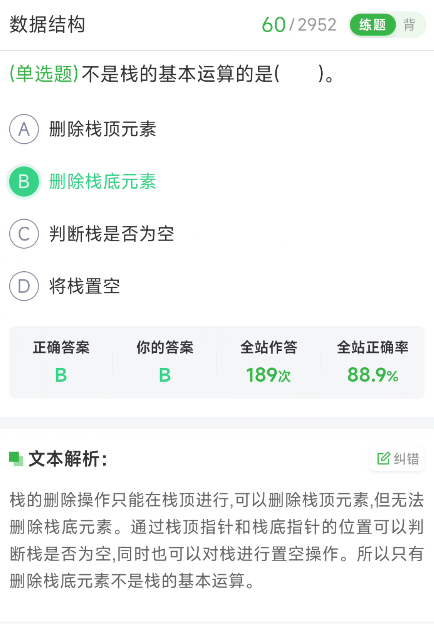 数据结构 60/2952 练题 背
(单选题)不是栈的基本运算的是(  )。
A 删除栈顶元素
B 删除栈底元素
C 判断栈是否为空
D 将栈置空
正确答案 你的答案 全站作答 全站正确率
B B 189次 88.9%
文本解析: 纠错
栈的删除操作只能在栈顶进行,可以删除栈顶元素,但无法
删除栈底元素。通过栈顶指针和栈底指针的位置可以判
断栈是否为空,同时也可以对栈进行置空操作。所以只有
删除栈底元素不是栈的基本运算。